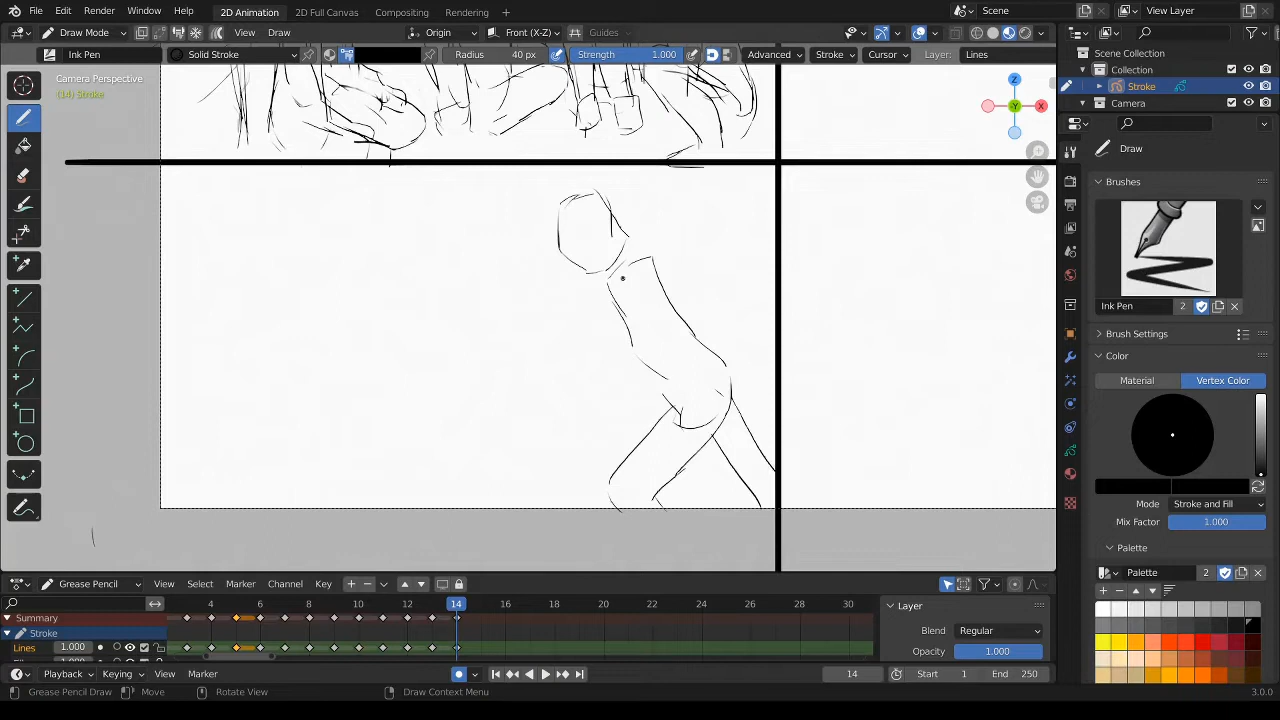 File Edit Render Window Help 2D Animation 2D Full Canvas Compositing Rendering + Scene View Layer
Draw Mode View Draw Origin Front (X-Z) Guides
Ink Pen Solid Stroke Radius 40 px Strength 1.000 Advanced Stroke Cursor Layer: Lines
Camera Perspective
(14) Stroke
Z
-Y
X
Scene Collection
Collection
Stroke
Camera
Draw
Brushes
Ink Pen 2
Brush Settings
Color
Material Vertex Color
Mode Stroke and Fill
Mix Factor 1.000
Palette
Palette 2
Grease Pencil View Select Marker Channel Key
4 6 8 10 12 14 16 18 20 22 24 26 28 30
Summary
Stroke
Lines 1.000
Layer
Blend Regular
Opacity 1.000
Playback Keying View Marker 14 Start 1 End 250
Grease Pencil Draw Move Rotate View Draw Context Menu 3.0.0